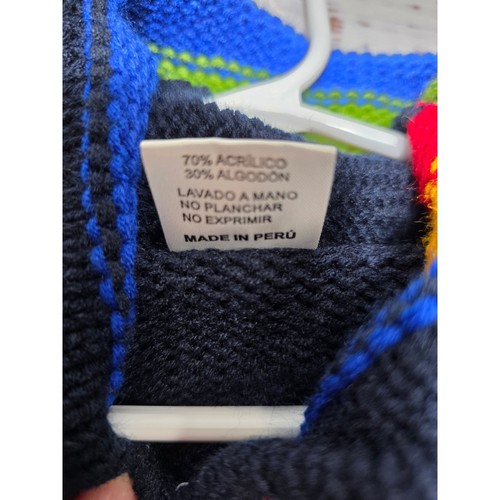 70% ACRÍLICO
30% ALGODÓN
LAVADO A MANO
NO PLANCHAR
NO EXPRIMIR
MADE IN PERÚ